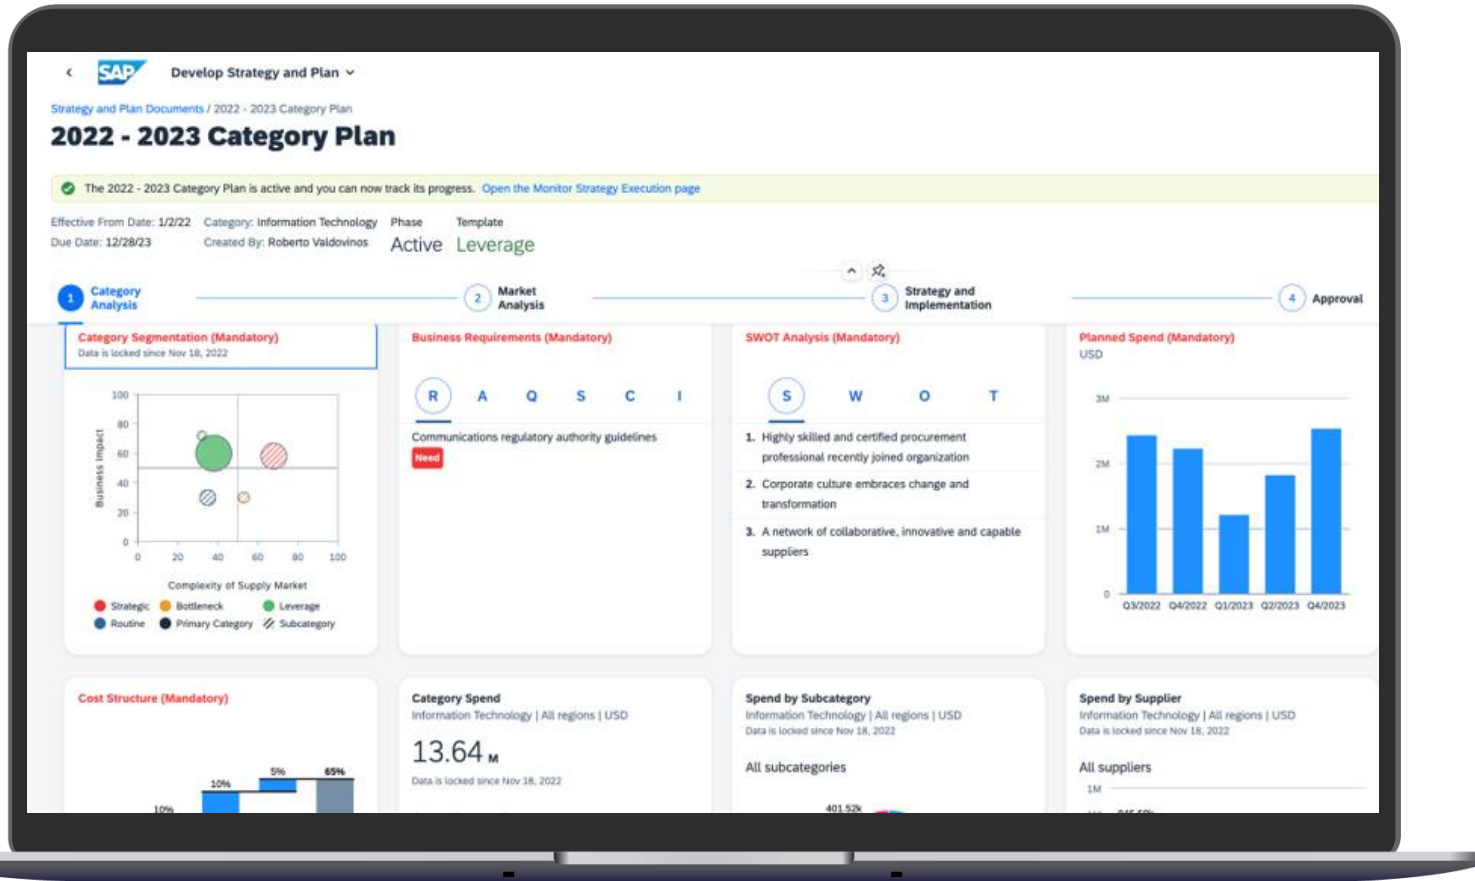 SAP Develop Strategy and Plan
Strategy and Plan Documents / 2022 - 2023 Category Plan
2022 - 2023 Category Plan
The 2022 - 2023 Category Plan is active and you can now track its progress. Open the Monitor Strategy Execution page
Effective From Date: 1/2/22 Category: Information Technology Phase Template
Due Date: 12/28/23 Created By: Roberto Valdovinos Active Leverage
1 Category Analysis
2 Market Analysis
3 Strategy and Implementation
4 Approval
Category Segmentation (Mandatory)
Data is locked since Nov 18, 2022
Business Impact
100
80
60
40
20
0
0 20 40 60 80 100
Complexity of Supply Market
Strategic Bottleneck Leverage
Routine Primary Category Subcategory
Business Requirements (Mandatory)
R A Q S C I
Communications regulatory authority guidelines
Need
SWOT Analysis (Mandatory)
S W O T
1. Highly skilled and certified procurement
professional recently joined organization
2. Corporate culture embraces change and
transformation
3. A network of collaborative, innovative and capable
suppliers
Planned Spend (Mandatory)
USD
3M
2M
1M
0
Q3/2022 Q4/2022 Q1/2023 Q2/2023 Q4/2023
Cost Structure (Mandatory)
5% 65%
10%
10%
Category Spend
Information Technology | All regions | USD
13.64 M
Data is locked since Nov 18, 2022
Spend by Subcategory
Information Technology | All regions | USD
Data is locked since Nov 18, 2022
All subcategories
401.52k
Spend by Supplier
Information Technology | All regions | USD
Data is locked since Nov 18, 2022
All suppliers
1M